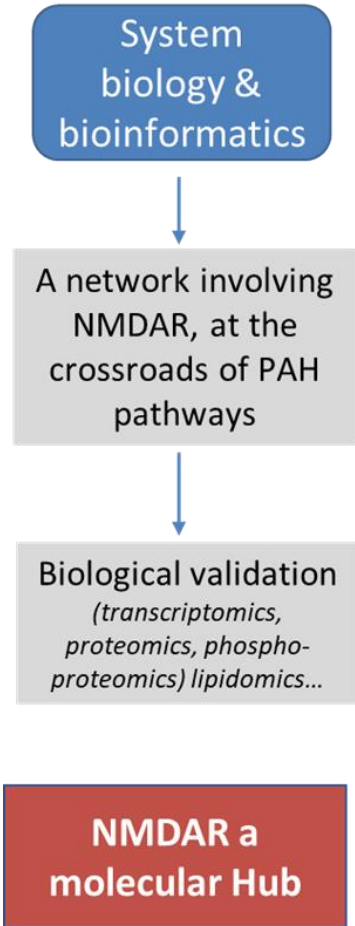 System
biology &
bioinformatics
A network involving
NMDAR, at the
crossroads of PAH
pathways
Biological validation
(transcriptomics,
proteomics, phospho-
proteomics) lipidomics…
NMDAR a
molecular Hub